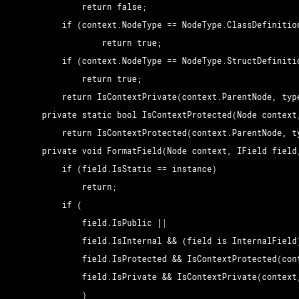 return false;
if (context.NodeType == NodeType.ClassDefinition
return true;
if (context.NodeType == NodeType.StructDefinitio
return true;
return IsContextPrivate(context.ParentNode, type
private static bool IsContextProtected(Node context,
return IsContextProtected(context.ParentNode, ty
private void FormatField(Node context, IField field,
if (field.IsStatic == instance)
return;
if (
field.IsPublic ||
field.IsInternal && (field is InternalField)
field.IsProtected && IsContextProtected(cont
field.IsPrivate && IsContextPrivate(context,
)